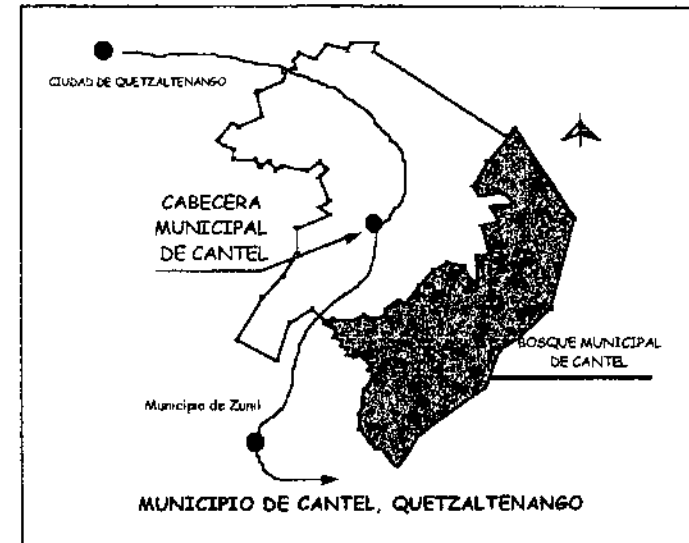 CIUDAD DE QUETZALTENANGO
CABECERA
MUNICIPAL
DE CANTEL
BOSQUE MUNICIPAL
DE CANTEL
Municipio de Zunil
MUNICIPIO DE CANTEL, QUETZALTENANGO